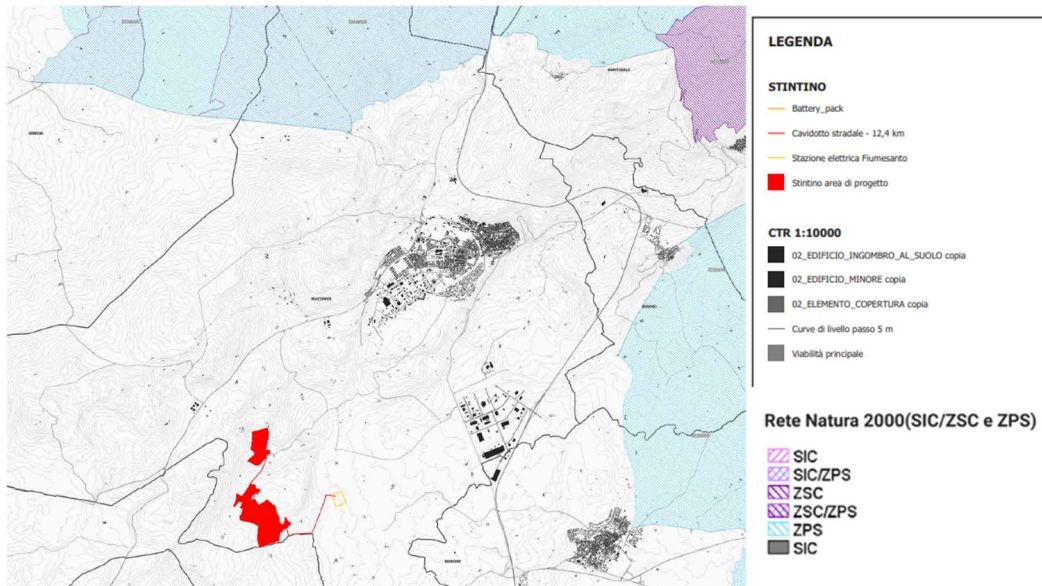 MACOMER
BORORE
LEGENDA
STINTINO
Battery_pack
Cavidotto stradale - 12,4 km
Stazione elettrica Fiumesanto
Stintino area di progetto
CTR 1:10000
02_EDIFICIO_INGOMBRO_AL_SUOLO copia
02_EDIFICIO_MINORE copia
02_ELEMENTO_COPERTURA copia
Curve di livello passo 5 m
Viabilità principale
Rete Natura 2000(SIC/ZSC e ZPS)
SIC
SIC/ZPS
ZSC
ZSC/ZPS
ZPS
SIC